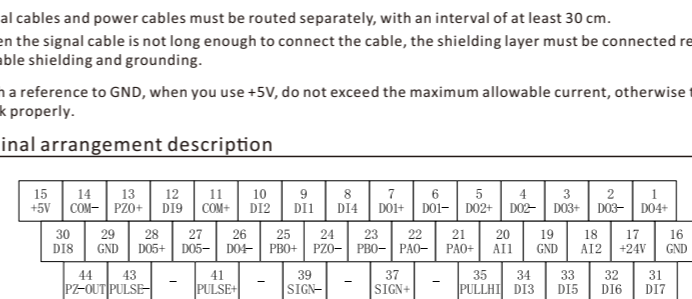 al cables and power cables must be routed separately, with an interval of at least 30 cm.
en the signal cable is not long enough to connect the cable, the shielding layer must be connected re
able shielding and grounding.
n a reference to GND, when you use +5V, do not exceed the maximum allowable current, otherwise t
k properly.
inal arrangement description
15 14 13 12 11 10 9 8 7 6 5 4 3 2 1
+5V COM- PZO+ DI9 COM+ DI2 DI1 DI4 DO1+ DO1- DO2+ DO2- DO3+ DO3- DO4+
30 29 28 27 26 25 24 23 22 21 20 19 18 17 16
DI8 GND DO5+ DO5- DO4- PBO+ PZO- PBO- PAO- PAO+ AI1 GND AI2 +24V GND
44 43 - 41 - 39 - 37 - 35 34 33 32 31
PZ-OUT PULSE- PULSE+ SIGN- SIGN+ PULLHI DI3 DI5 DI6 DI7